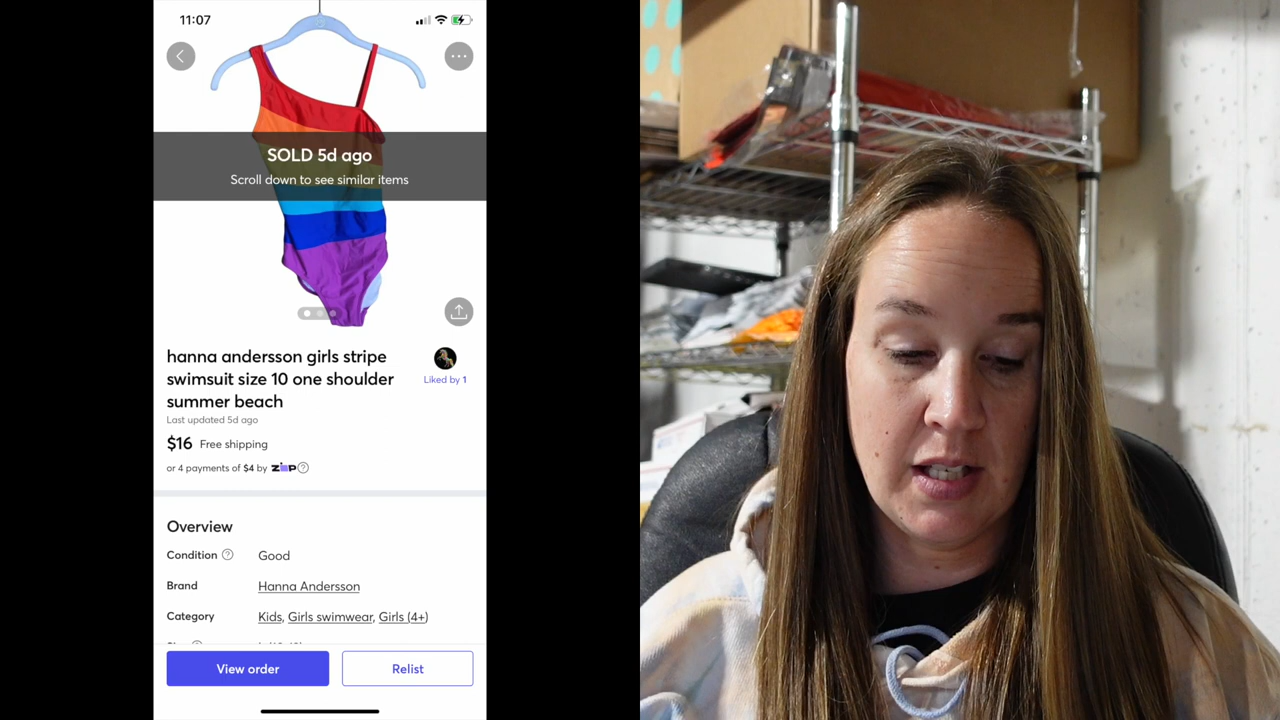 11:07
SOLD 5d ago
Scroll down to see similar items
hanna andersson girls stripe
swimsuit size 10 one shoulder
summer beach
Liked by 1
Last updated 5d ago
$16 Free shipping
or 4 payments of $4 by ZIP ?
Overview
Condition ? Good
Brand Hanna Andersson
Category Kids, Girls swimwear, Girls (4+)
View order Relist